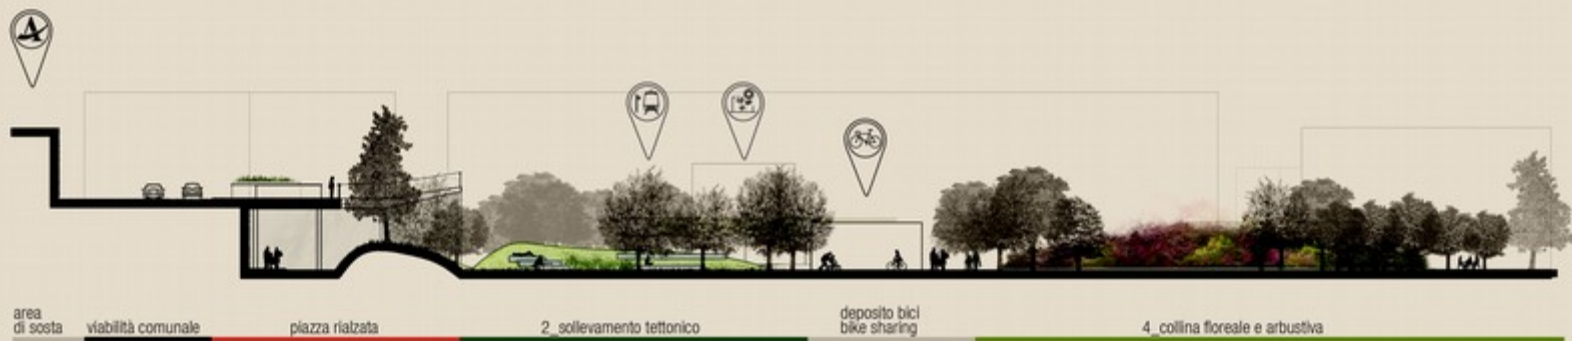 area
di sosta
viabilità comunale
piazza rialzata
2_sollevamento tettonico
deposito bici
bike sharing
4_collina floreale e arbustiva